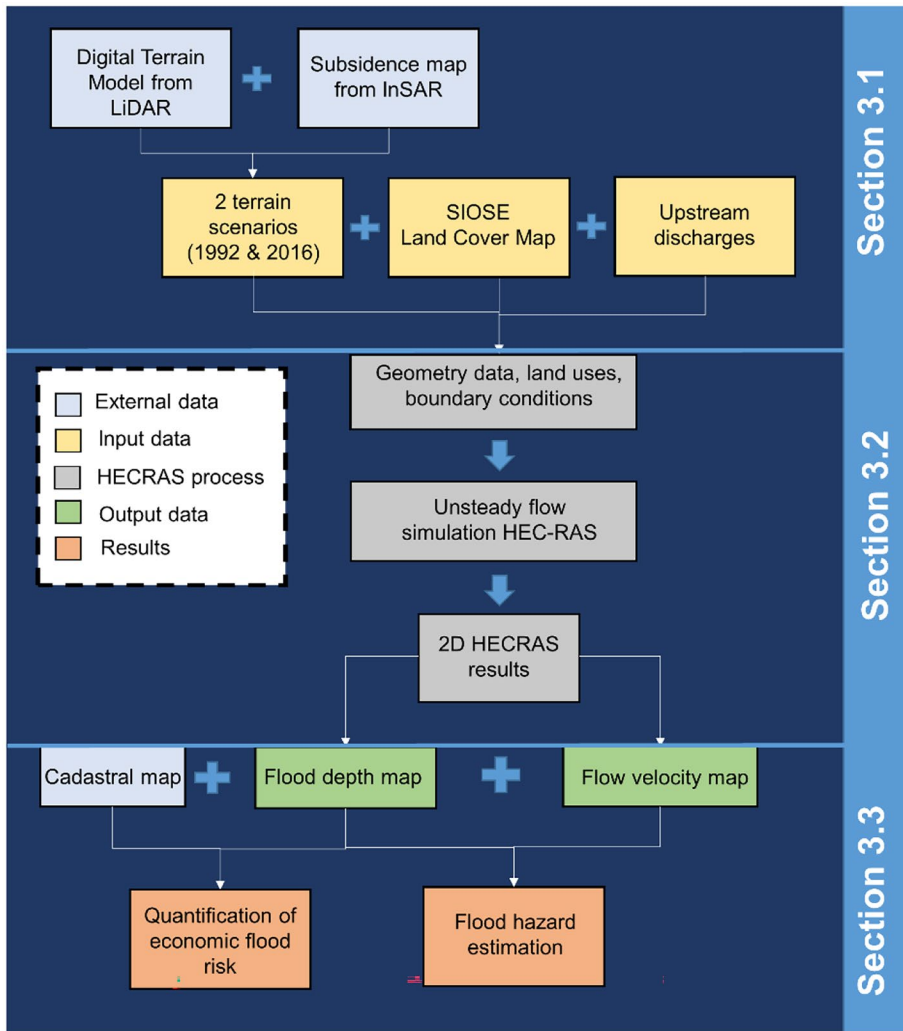 Digital Terrain
Model from
LiDAR
Subsidence map
from InSAR
2 terrain
scenarios
(1992 & 2016)
SIOSE
Land Cover Map
Upstream
discharges
Section 3.1
Geometry data, land uses,
boundary conditions
External data
Input data
HECRAS process
Output data
Results
Unsteady flow
simulation HEC-RAS
2D HECRAS
results
Section 3.2
Cadastral map
Flood depth map
Flow velocity map
Quantification of
economic flood
risk
Flood hazard
estimation
Section 3.3